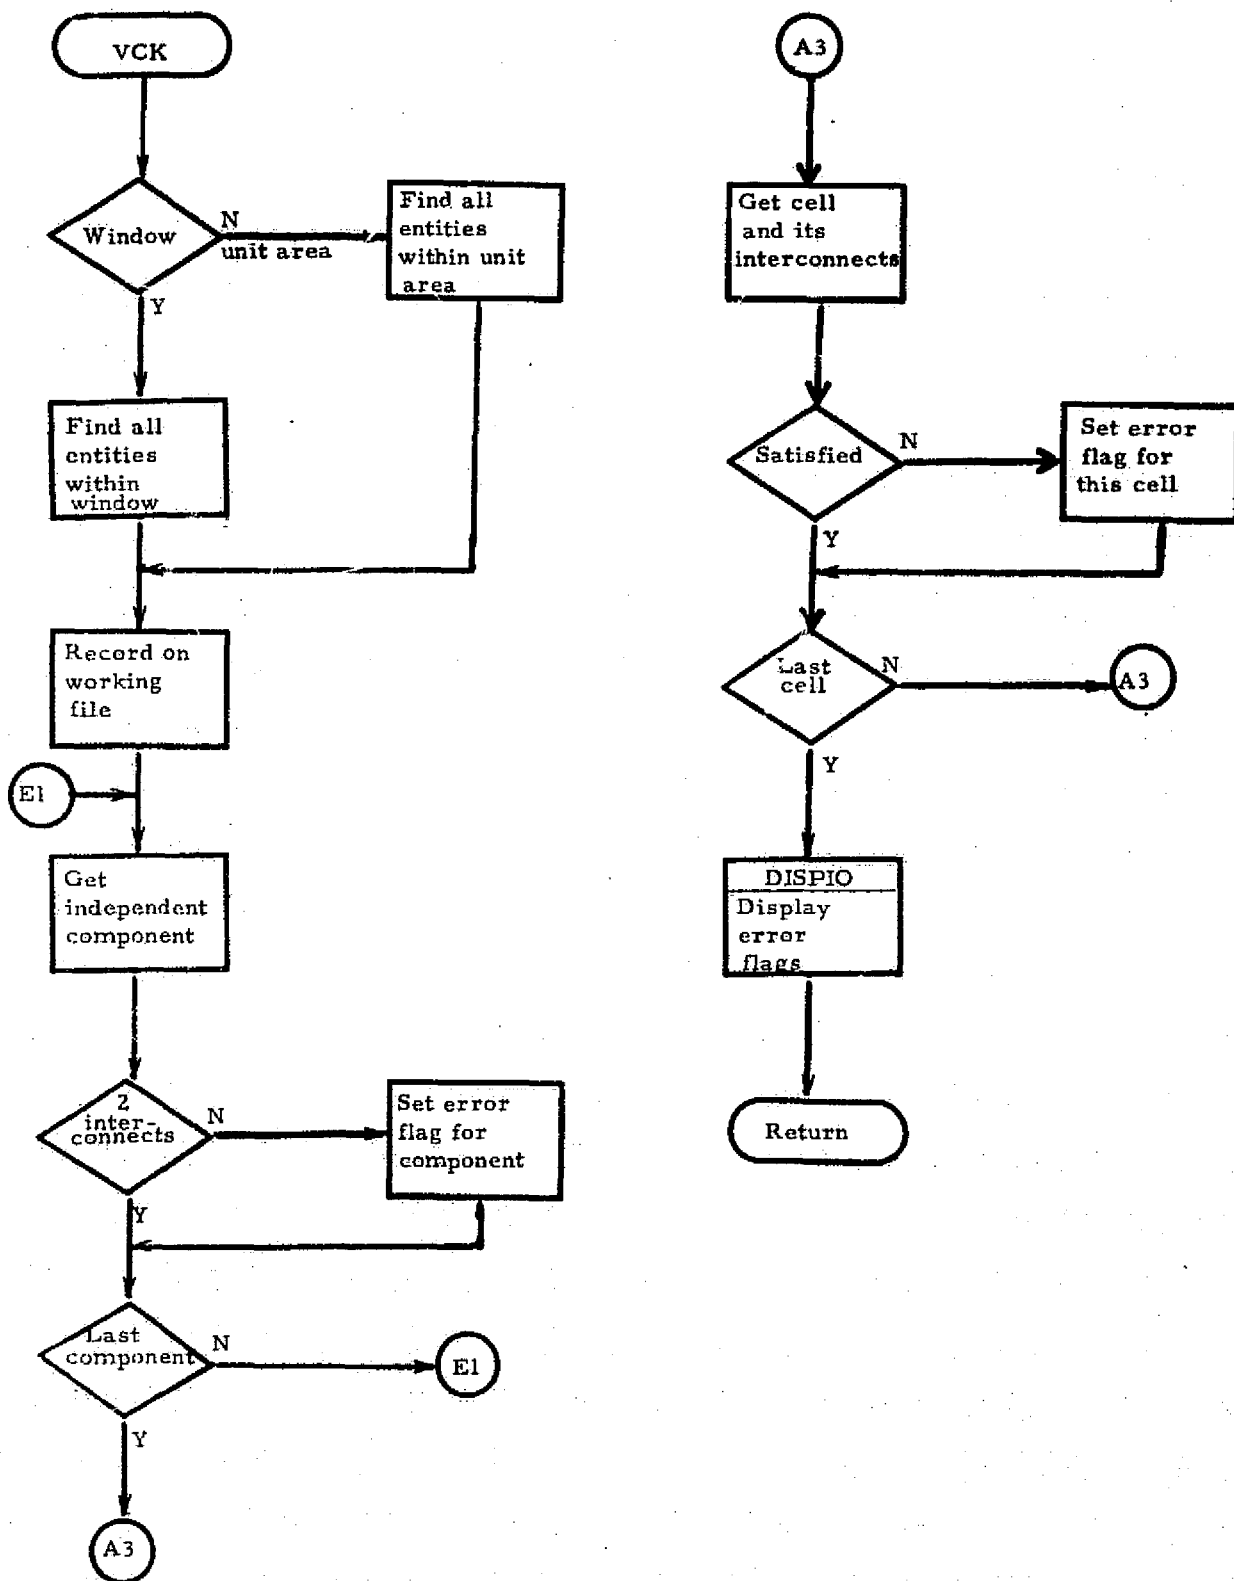 VCK
Window
N
unit area
Find all
entities
within unit
area
Y
Find all
entities
within
window
Record on
working
file
E1
Get
independent
component
2
inter-
connects
N
Set error
flag for
component
Y
Last
component
N
E1
Y
A3
A3
Get cell
and its
interconnects
Satisfied
N
Set error
flag for
this cell
Y
Last
cell
N
A3
Y
DISPIO
Display
error
flags
Return